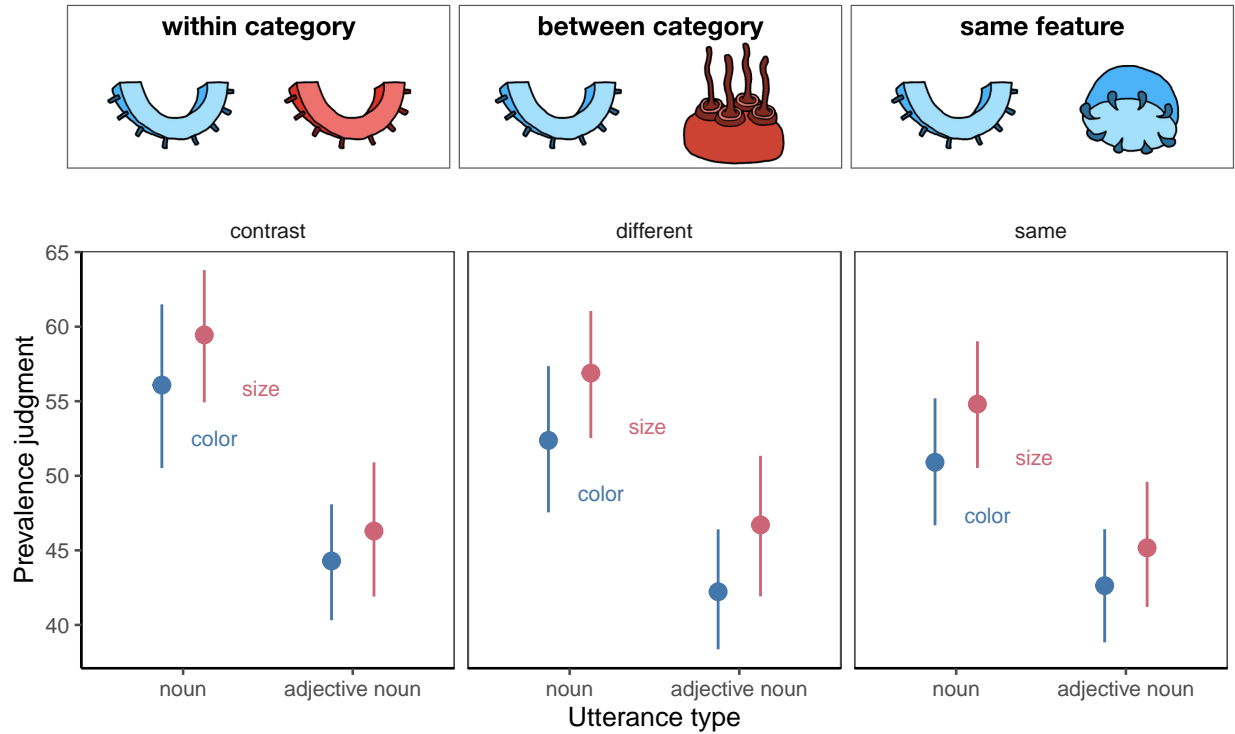 within category
between category
same feature
contrast
different
same
Prevalence judgment
65
60
55
50
45
40
size
color
size
color
size
color
noun
adjective noun
noun
adjective noun
noun
adjective noun
Utterance type